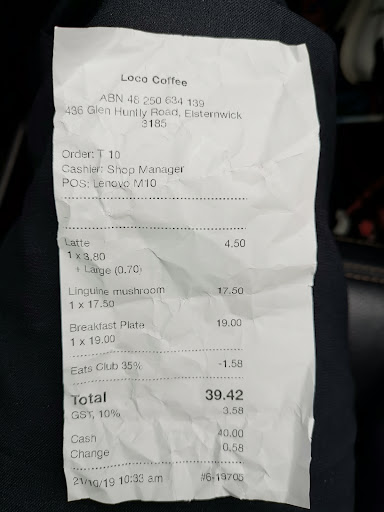 Loco Coffee
ABN 48 250 634 139
436 Glen Huntly Road, Elsternwick
3185
Order: T 10
Cashier: Shop Manager
POS: Lenovo M10
Latte 4.50
1 x 3.80
+ Large (0.70)
Linguine mushroom 17.50
1 x 17.50
Breakfast Plate 19.00
1 x 19.00
Eats Club 35% -1.58
Total 39.42
GST, 10% 3.58
Cash 40.00
Change 0.58
21/10/19 10:33 am #6-19705